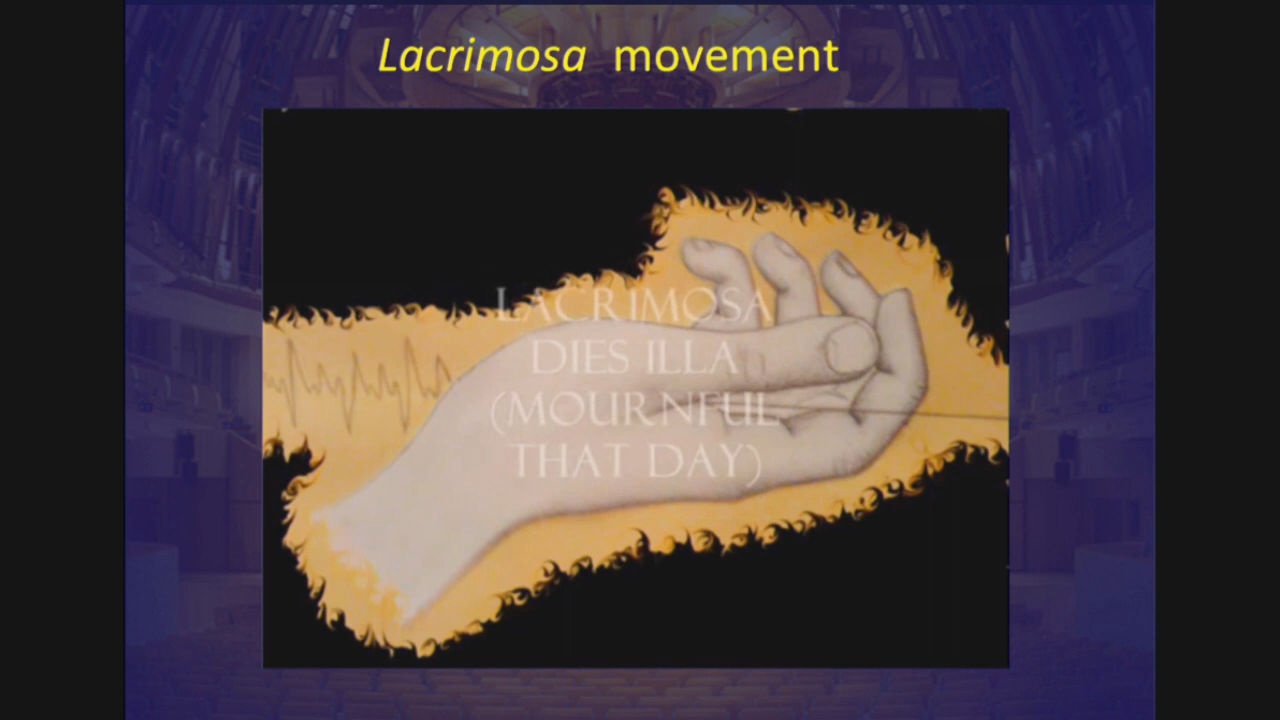 Lacrimosa movement
LACRIMOSA
DIES ILLA
(MOURNFUL
THAT DAY)